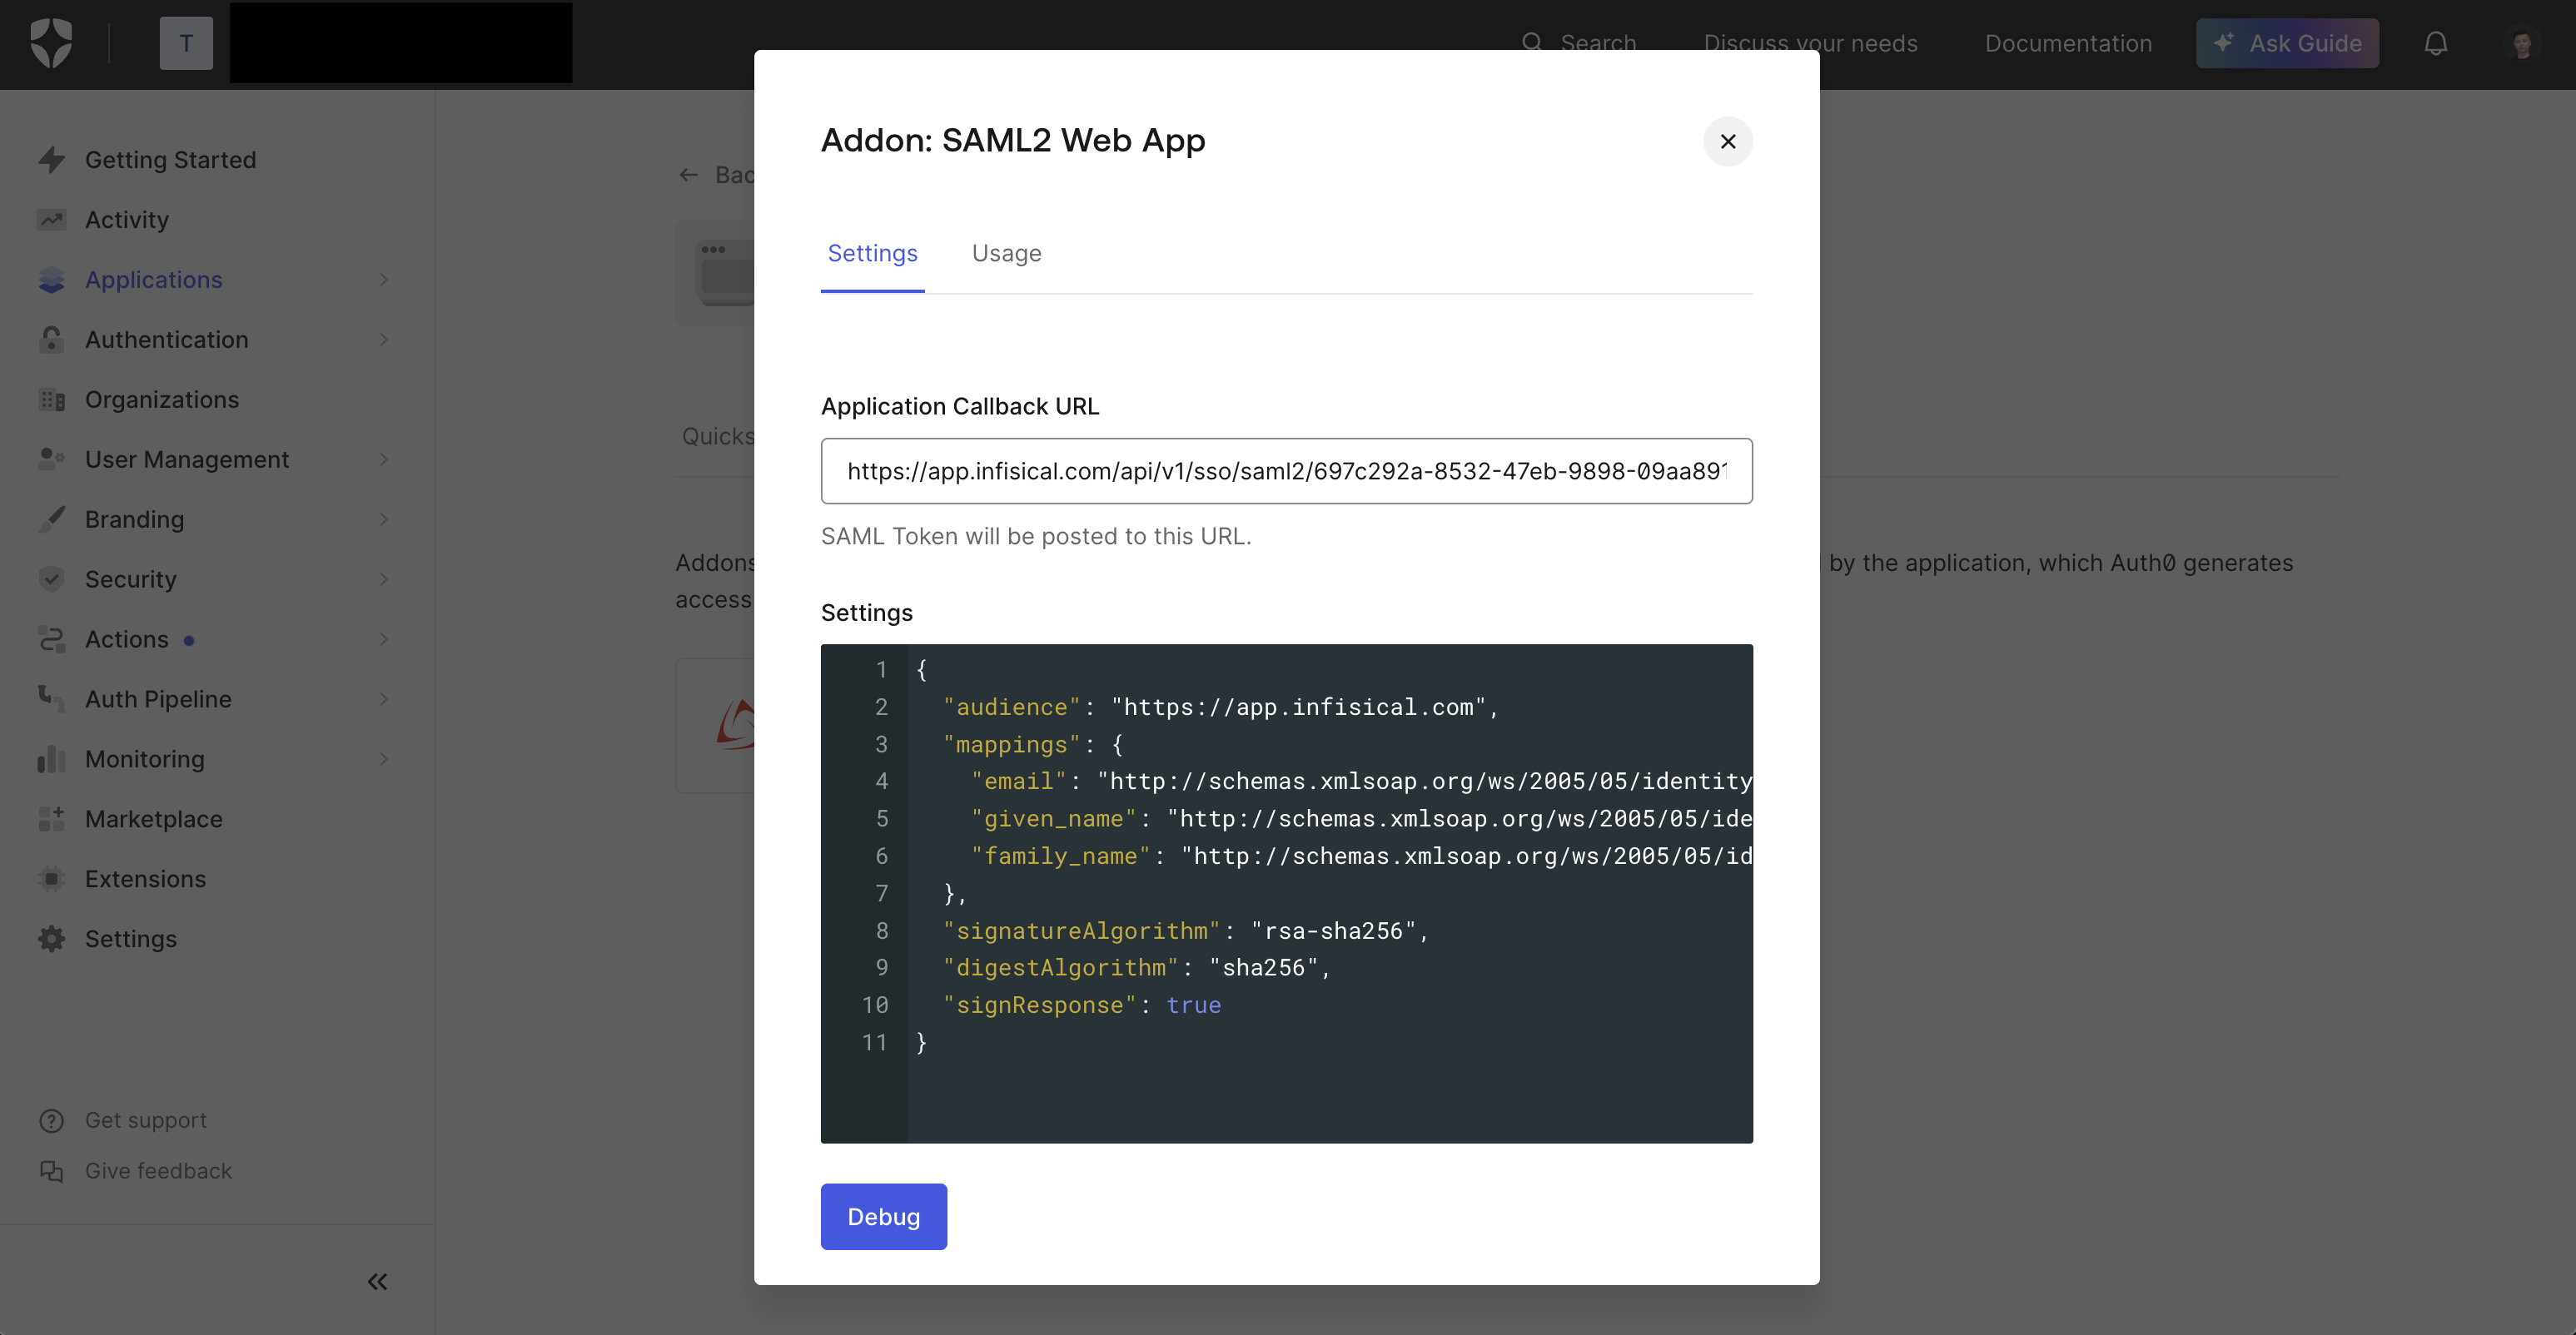 T
Search
Discuss your needs
Documentation
Ask Guide
Getting Started
Activity
Applications
Authentication
Organizations
User Management
Branding
Security
Actions
Auth Pipeline
Monitoring
Marketplace
Extensions
Settings
Get support
Give feedback
Addon: SAML2 Web App
Settings
Usage
Application Callback URL
https://app.infisical.com/api/v1/sso/saml2/697c292a-8532-47eb-9898-09aa891
SAML Token will be posted to this URL.
Settings
1 {
2 "audience": "https://app.infisical.com",
3 "mappings": {
4 "email": "http://schemas.xmlsoap.org/ws/2005/05/identity
5 "given_name": "http://schemas.xmlsoap.org/ws/2005/05/ide
6 "family_name": "http://schemas.xmlsoap.org/ws/2005/05/id
7 },
8 "signatureAlgorithm": "rsa-sha256",
9 "digestAlgorithm": "sha256",
10 "signResponse": true
11 }
Debug
Addons
access
by the application, which Auth0 generates